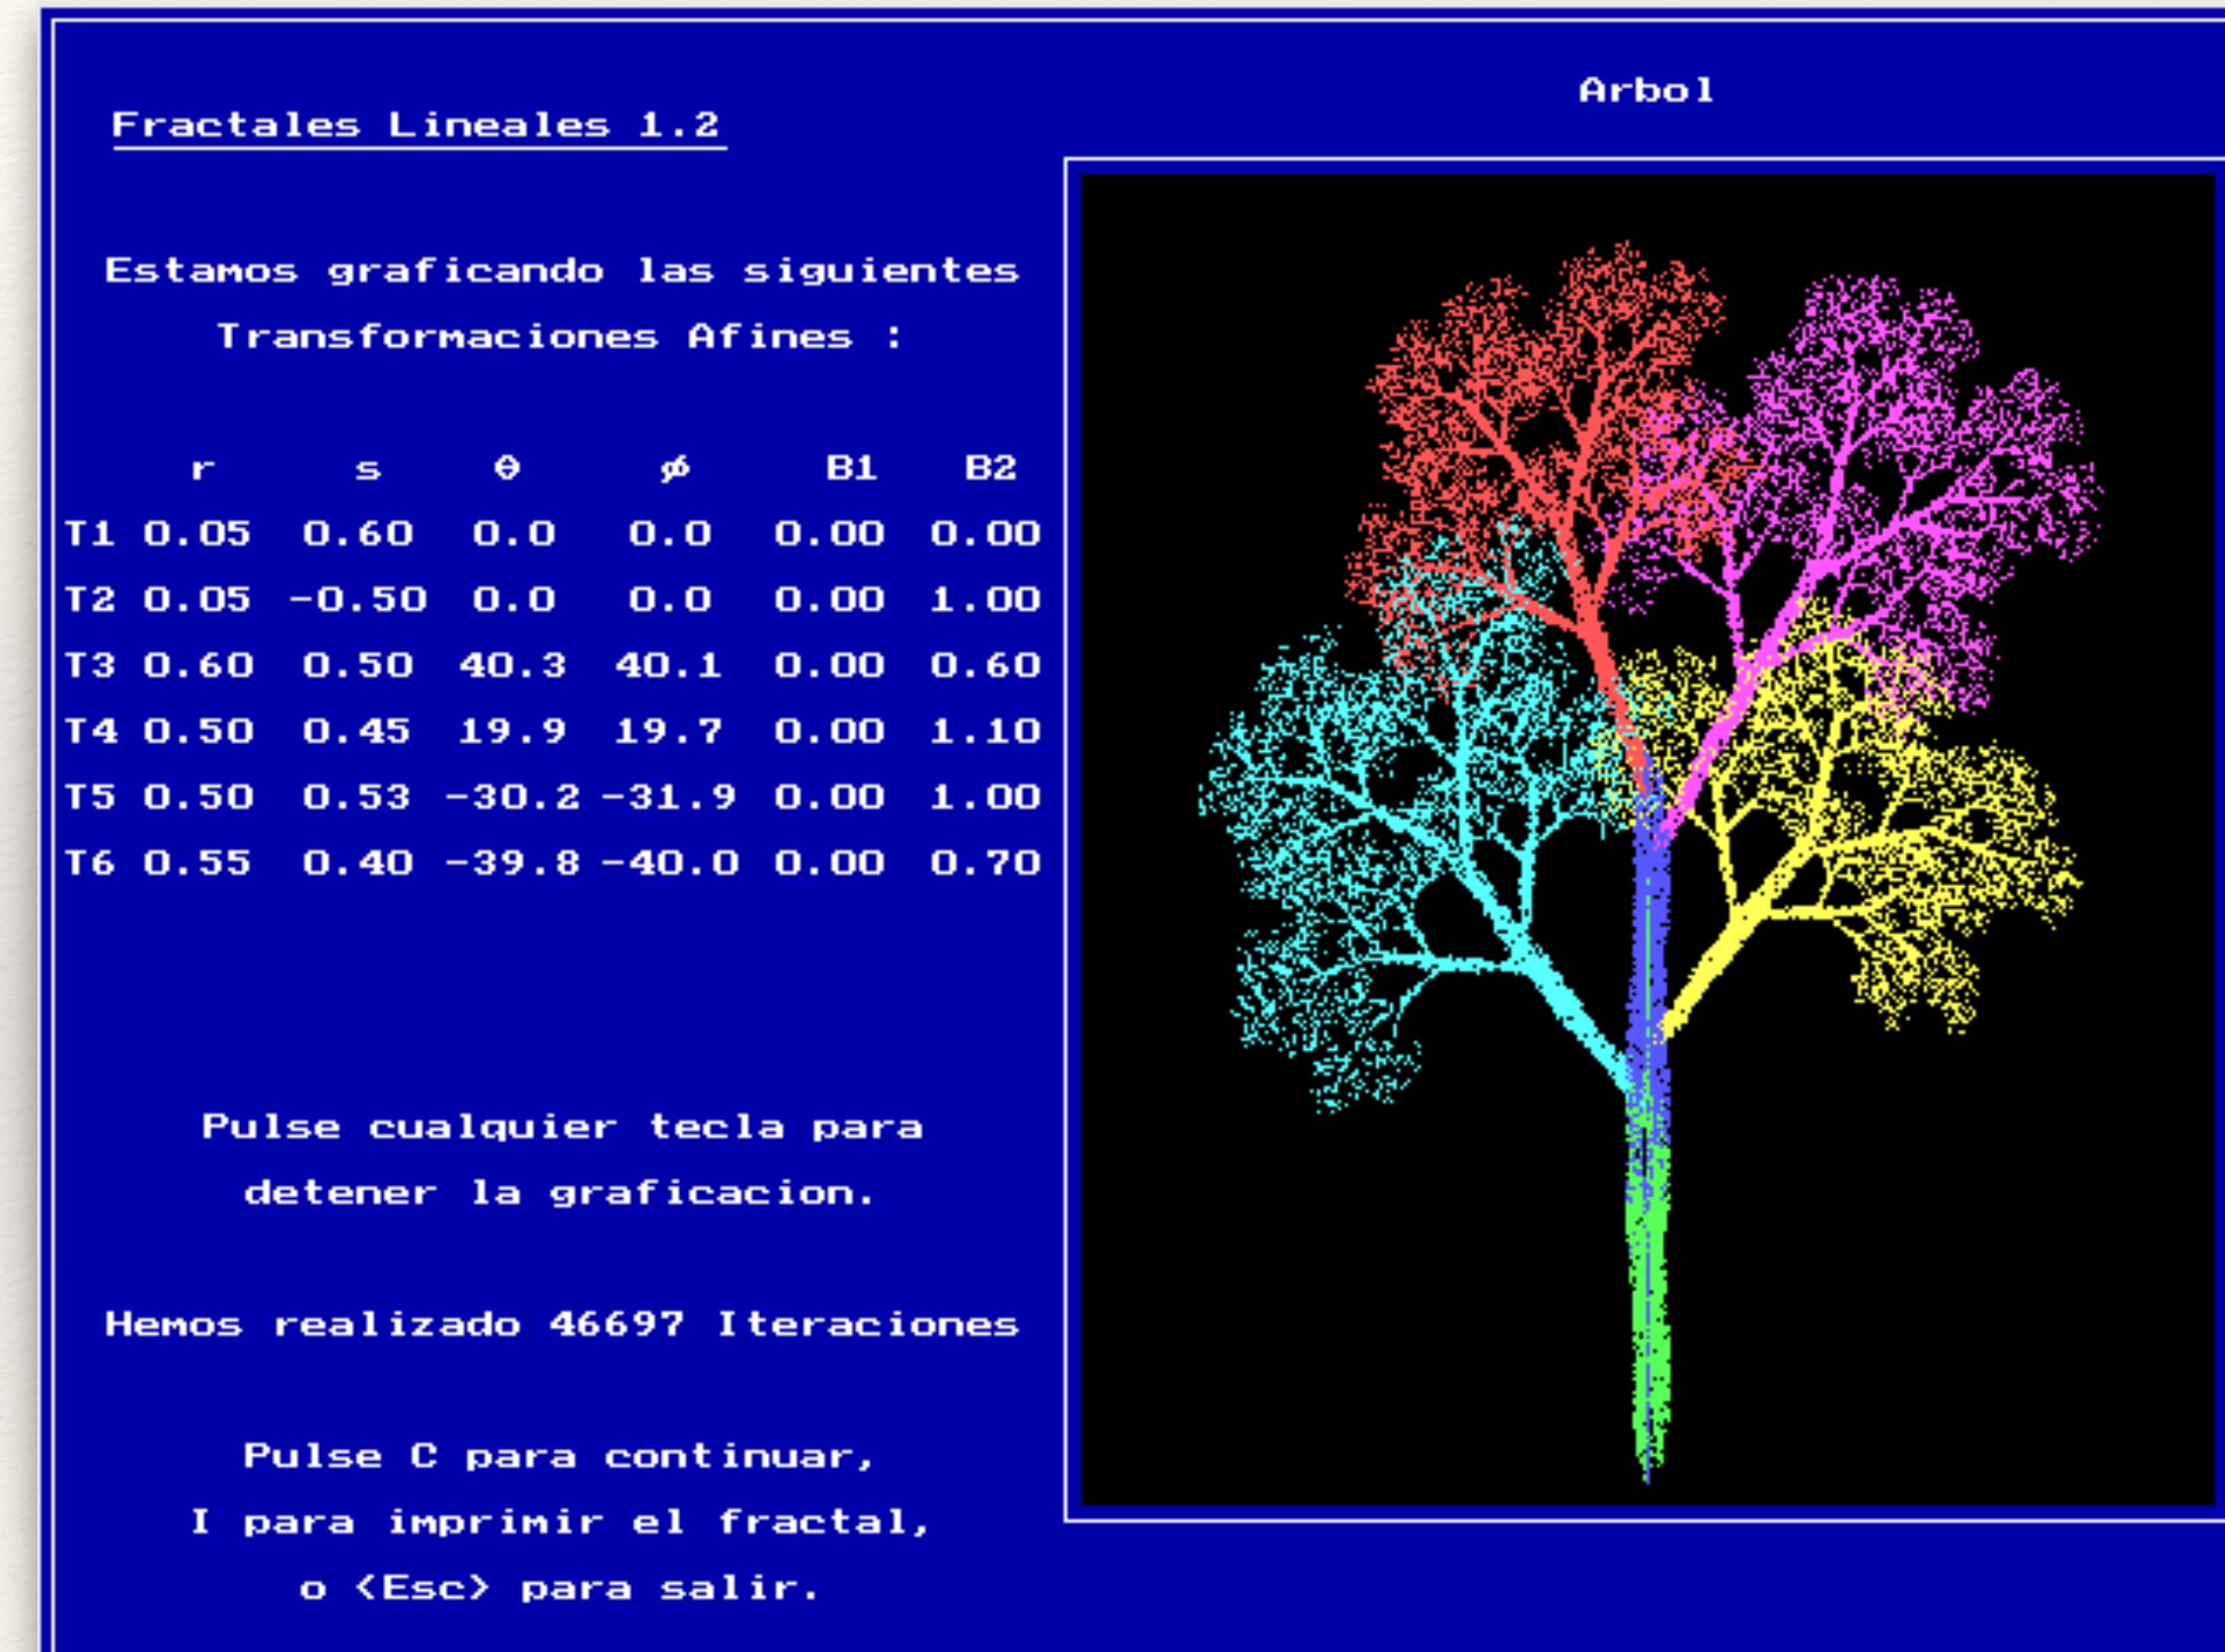 Arbol
Fractales Lineales 1.2
Estamos graficando las siguientes
Transformaciones Afines :
r s θ ø B1 B2
T1 0.05 0.60 0.0 0.0 0.00 0.00
T2 0.05 -0.50 0.0 0.0 0.00 1.00
T3 0.60 0.50 40.3 40.1 0.00 0.60
T4 0.50 0.45 19.9 19.7 0.00 1.10
T5 0.50 0.53 -30.2 -31.9 0.00 1.00
T6 0.55 0.40 -39.8 -40.0 0.00 0.70
Pulse cualquier tecla para
detener la graficacion.
Hemos realizado 46697 Iteraciones
Pulse C para continuar,
I para imprimir el fractal,
o <Esc> para salir.